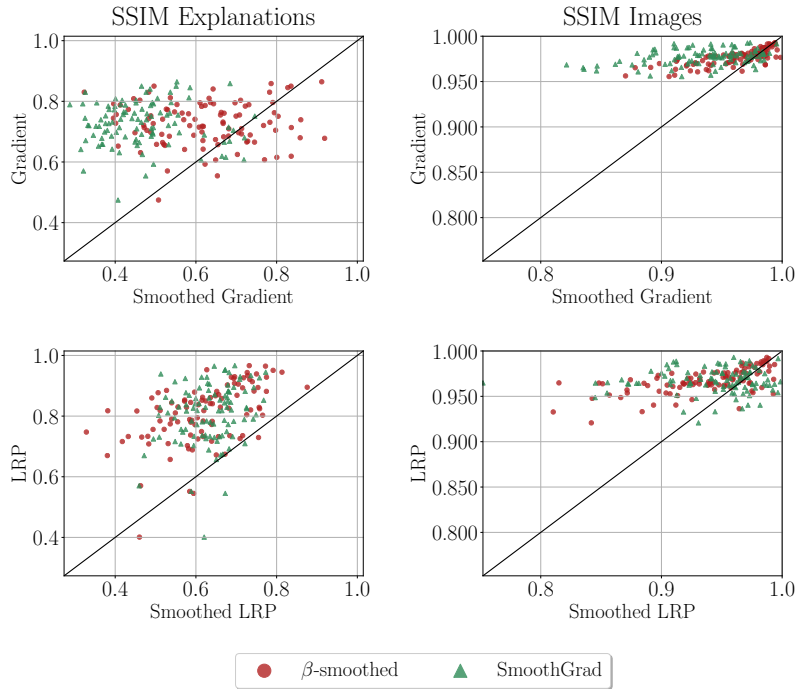 SSIM Explanations
SSIM Images
1.0
0.8
0.6
0.4
Gradient
0.4 0.6 0.8 1.0
Smoothed Gradient
1.000
0.950
0.900
0.850
0.800
Gradient
0.8 0.9 1.0
Smoothed Gradient
1.0
0.8
0.6
0.4
LRP
0.4 0.6 0.8 1.0
Smoothed LRP
1.000
0.950
0.900
0.850
0.800
LRP
0.8 0.9 1.0
Smoothed LRP
β-smoothed SmoothGrad